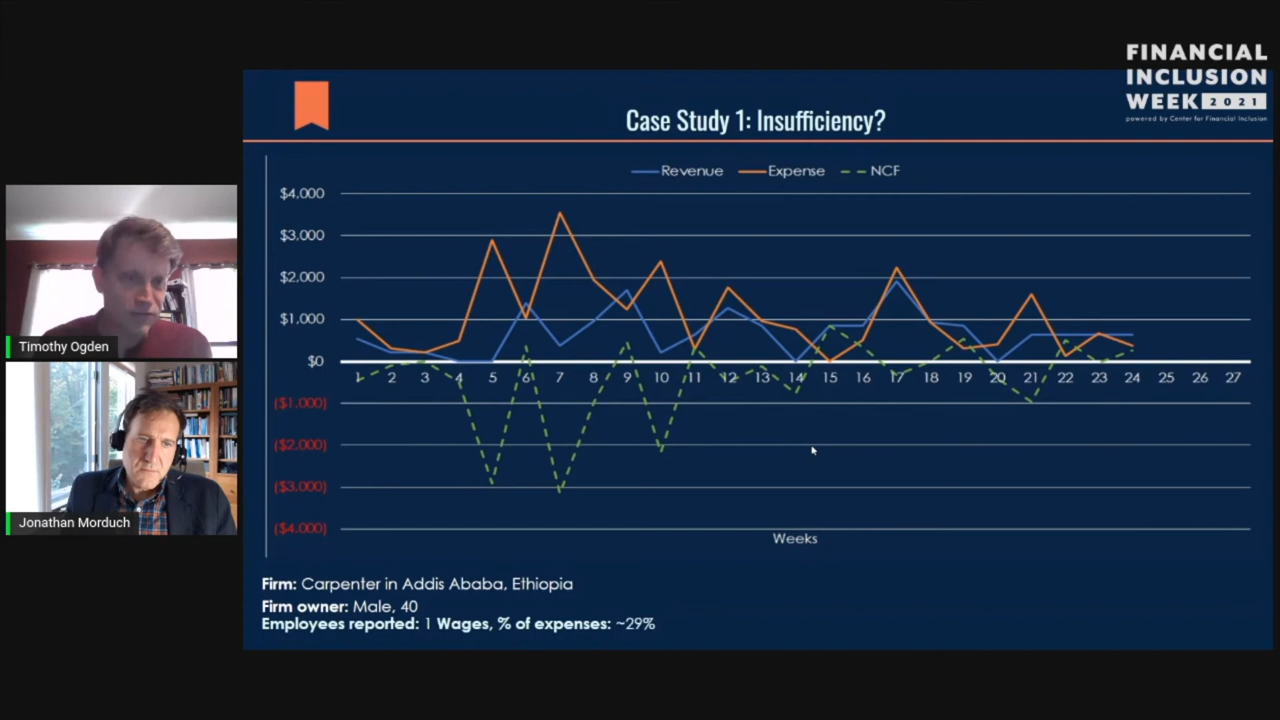 FINANCIAL
INCLUSION
WEEK 2021
powered by Center for Financial Inclusion
Case Study 1: Insufficiency?
Revenue Expense NCF
$4,000
$3,000
$2,000
$1,000
$0
1 2 3 4 5 6 7 8 9 10 11 12 13 14 15 16 17 18 19 20 21 22 23 24 25 26 27
($1,000)
($2,000)
($3,000)
($4,000)
Weeks
Timothy Ogden
Jonathan Morduch
Firm: Carpenter in Addis Ababa, Ethiopia
Firm owner: Male, 40
Employees reported: 1 Wages, % of expenses: ~29%